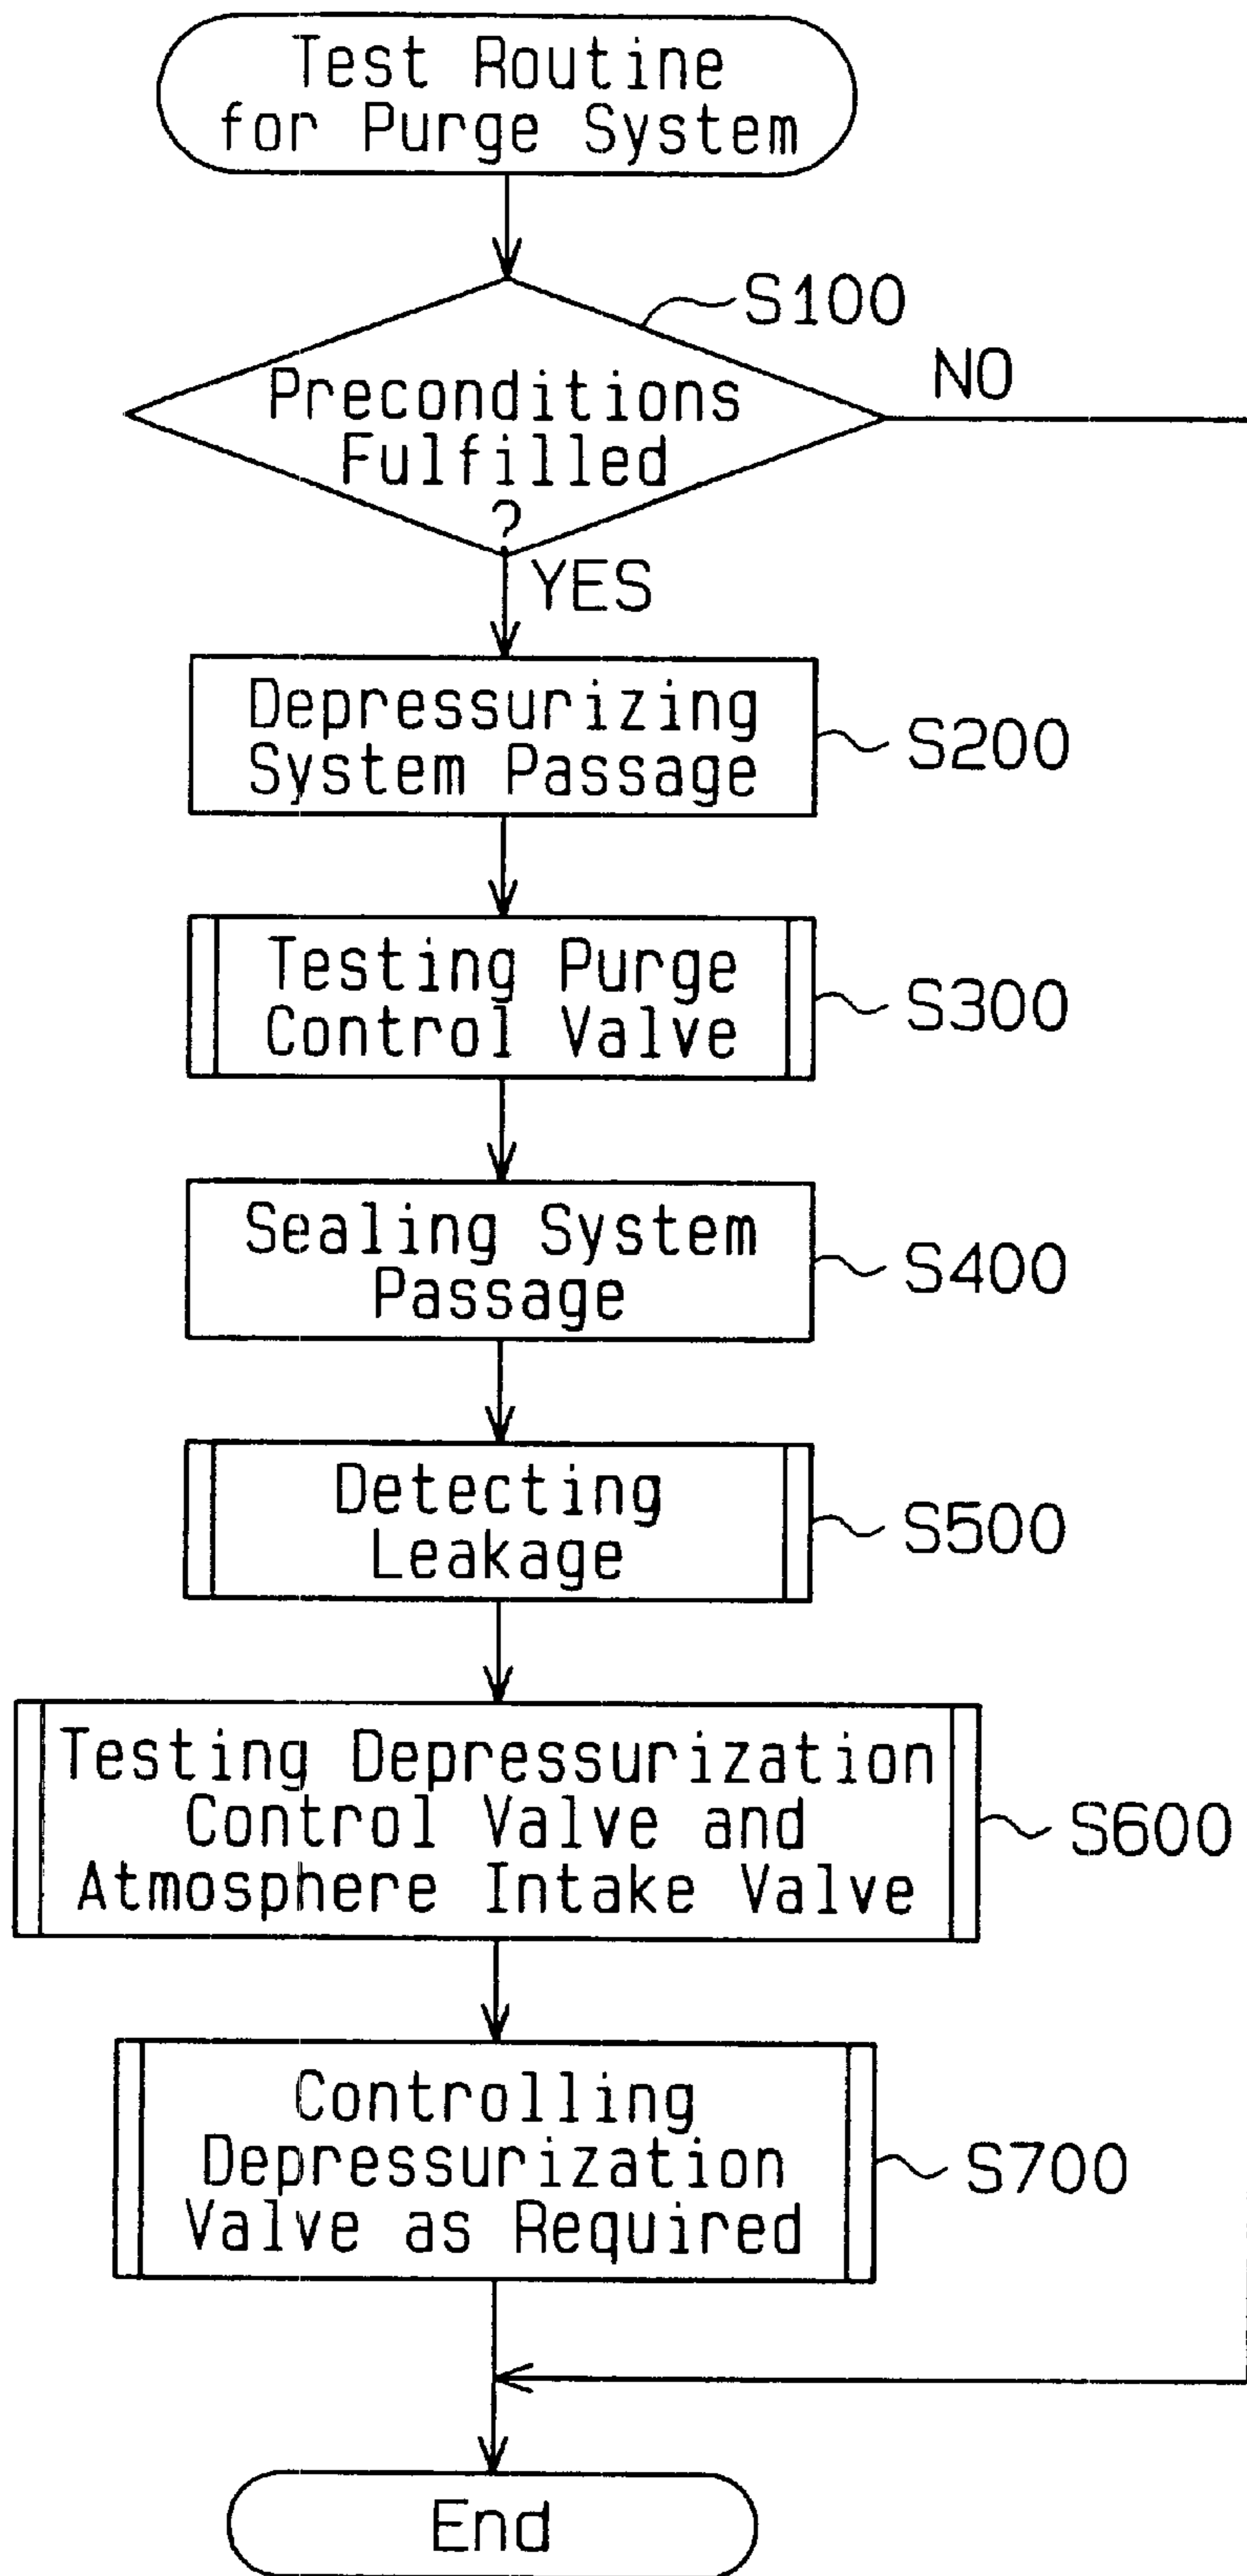 Test Routine
for Purge System
S100
NO
Preconditions
Fulfilled
?
YES
Depressurizing
System Passage
S200
Testing Purge
Control Valve
S300
Sealing System
Passage
S400
Detecting
Leakage
S500
Testing Depressurization
Control Valve and
Atmosphere Intake Valve
S600
Controlling
Depressurization
Valve as Required
S700
End